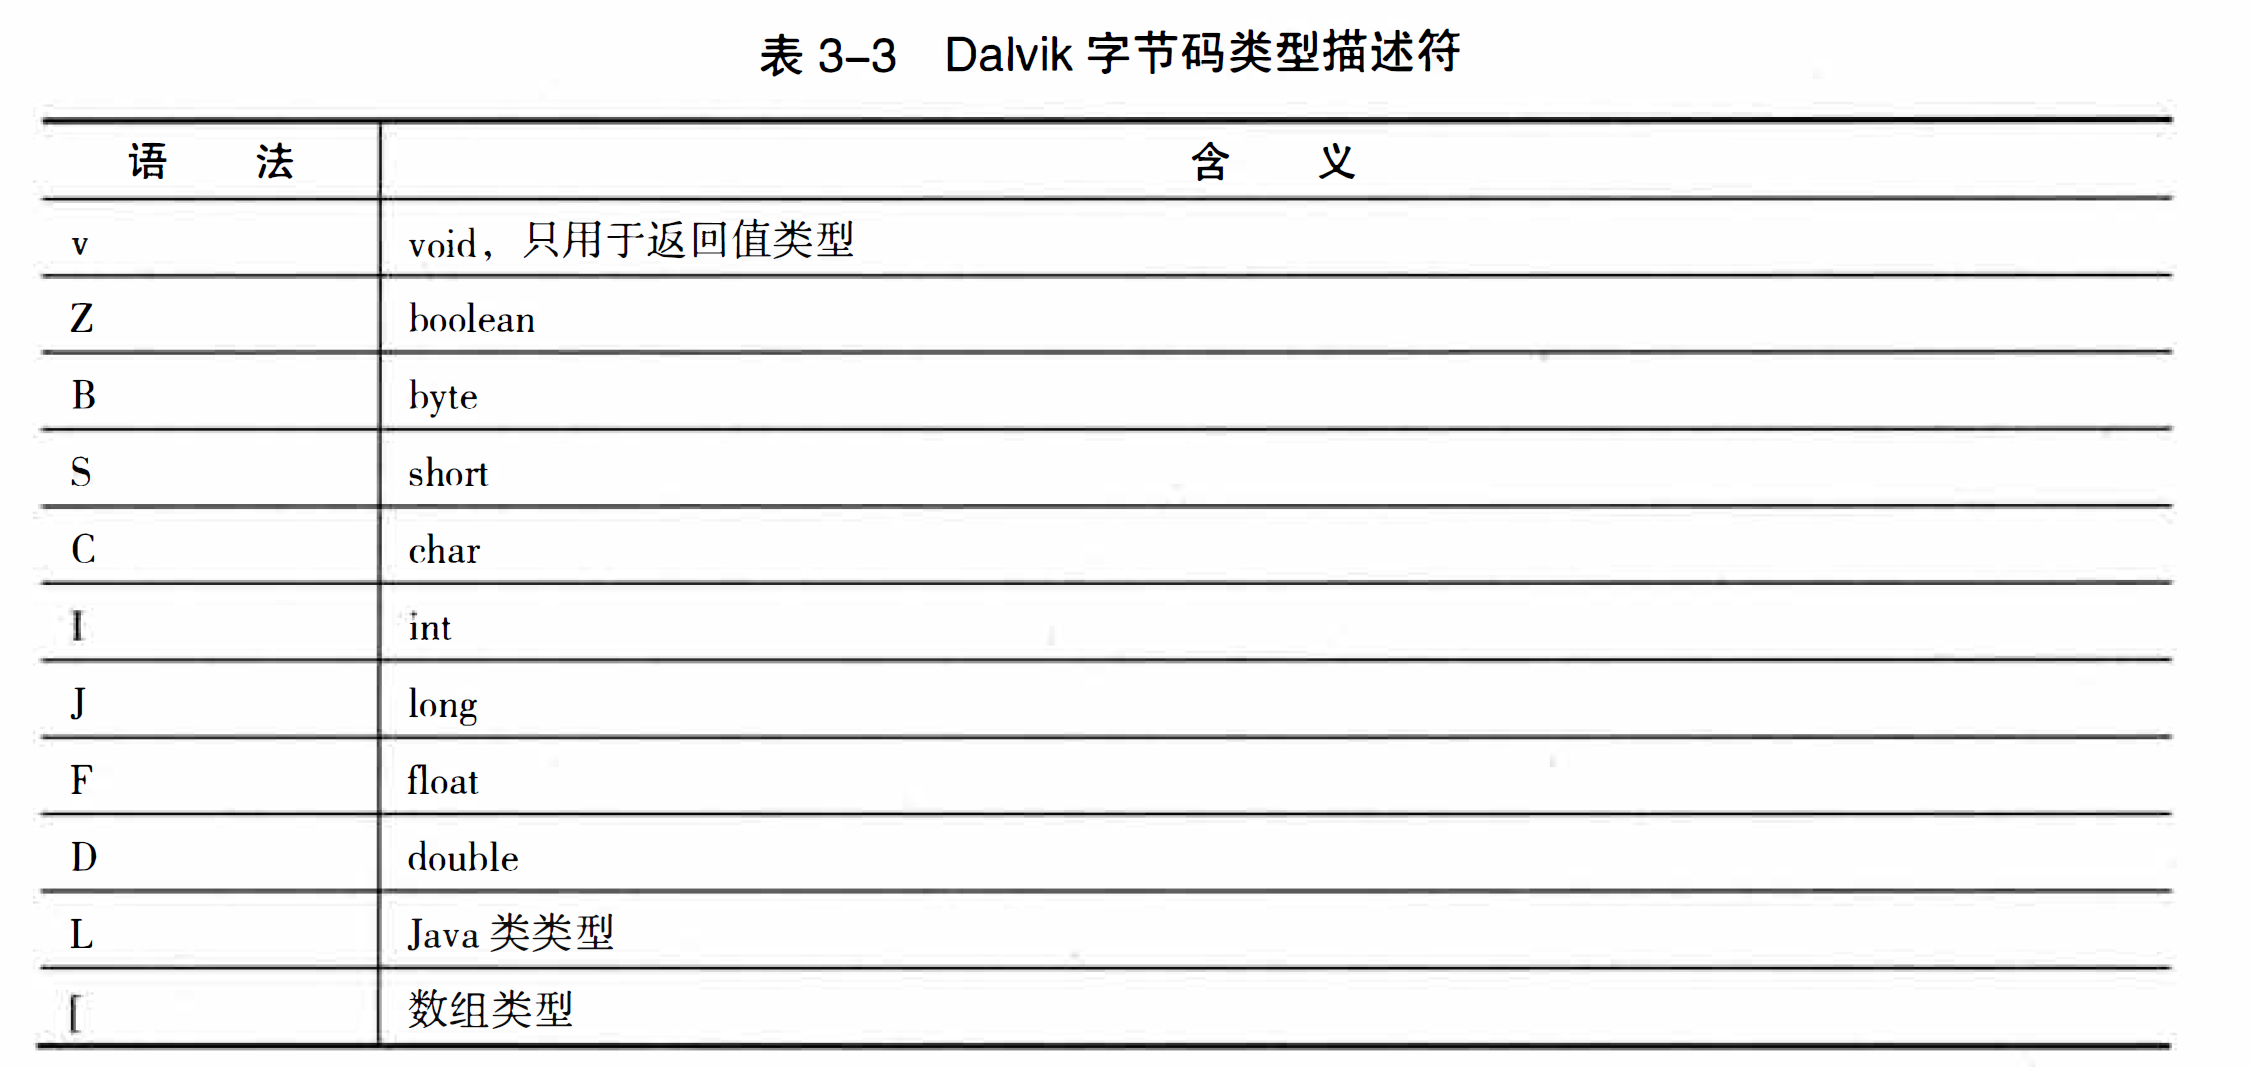 表 3-3 Dalvik 字节码类型描述符
语 法 含 义
v void，只用于返回值类型
Z boolean
B byte
S short
C char
I int
J long
F float
D double
L Java 类类型
[ 数组类型